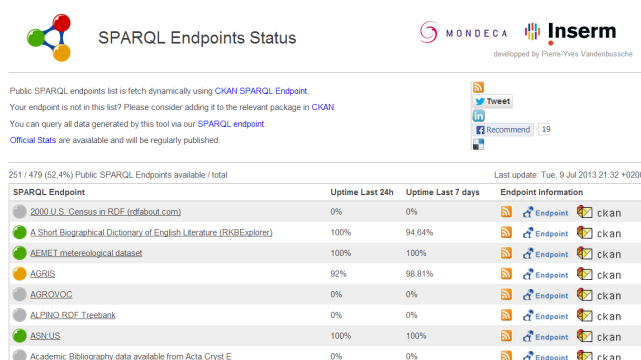 SPARQL Endpoints Status
MONDECA Inserm
developped by Pierre-Yves Vandenbussche
Public SPARQL endpoints list is fetch dynamically using CKAN SPARQL Endpoint.
Your endpoint is not in this list? Please consider adding it to the relevant package in CKAN.
You can query all data generated by this tool via our SPARQL endpoint
Official Stats are avaialable and will be regularly published.
Tweet
in
Recommend 19
251 / 479 (52,4%) Public SPARQL Endpoints available / total Last update: Tue, 9 Jul 2013 21:32 +0200
SPARQL Endpoint Uptime Last 24h Uptime Last 7 days Endpoint information
2000 U.S. Census in RDF (rdfabout.com) 0% 0% Endpoint ckan
A Short Biographical Dictionary of English Literature (RKBExplorer) 100% 94,64% Endpoint ckan
AEMET metereological dataset 100% 100% Endpoint ckan
AGRIS 92% 98,81% Endpoint ckan
AGROVOC 0% 0% Endpoint ckan
ALPINO RDF Treebank 0% 0% Endpoint ckan
ASN:US 100% 100% Endpoint ckan
Academic Bibliography data available from Acta Cryst E 0% 0% Endpoint ckan